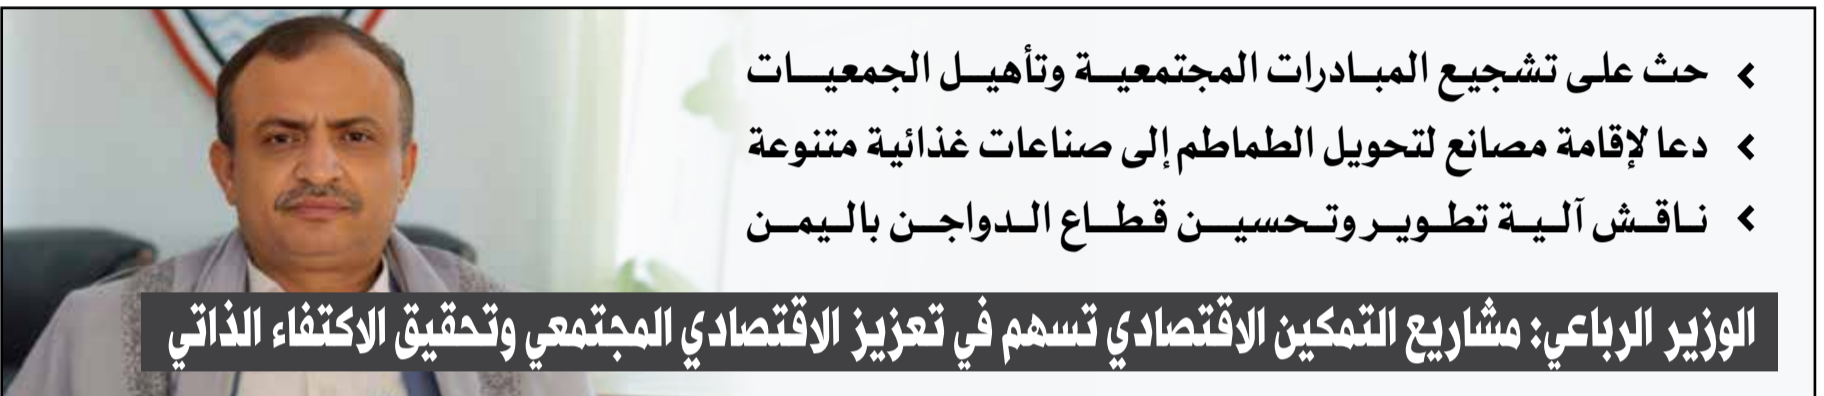 حث على تشجيع المبادرات المجتمعية وتأهيل الجمعيات
دعا لإقامة مصانع لتحويل الطماطم إلى صناعات غذائية متنوعة
ناقش آلية تطوير وتحسين قطاع الدواجن باليمن
الوزير الرباعي: مشاريع التمكين الاقتصادي تسهم في تعزيز الاقتصادي المجتمعي وتحقيق الاكتفاء الذاتي